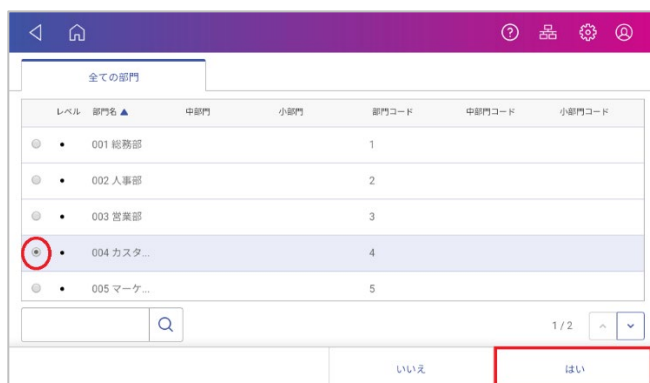 全ての部門
レベル 部門名 ▲ 中部門 小部門 部門コード 中部門コード 小部門コード
001 総務部 1
002 人事部 2
003 営業部 3
004 カスタ... 4
005 マーケ... 5
1 / 2
いいえ はい